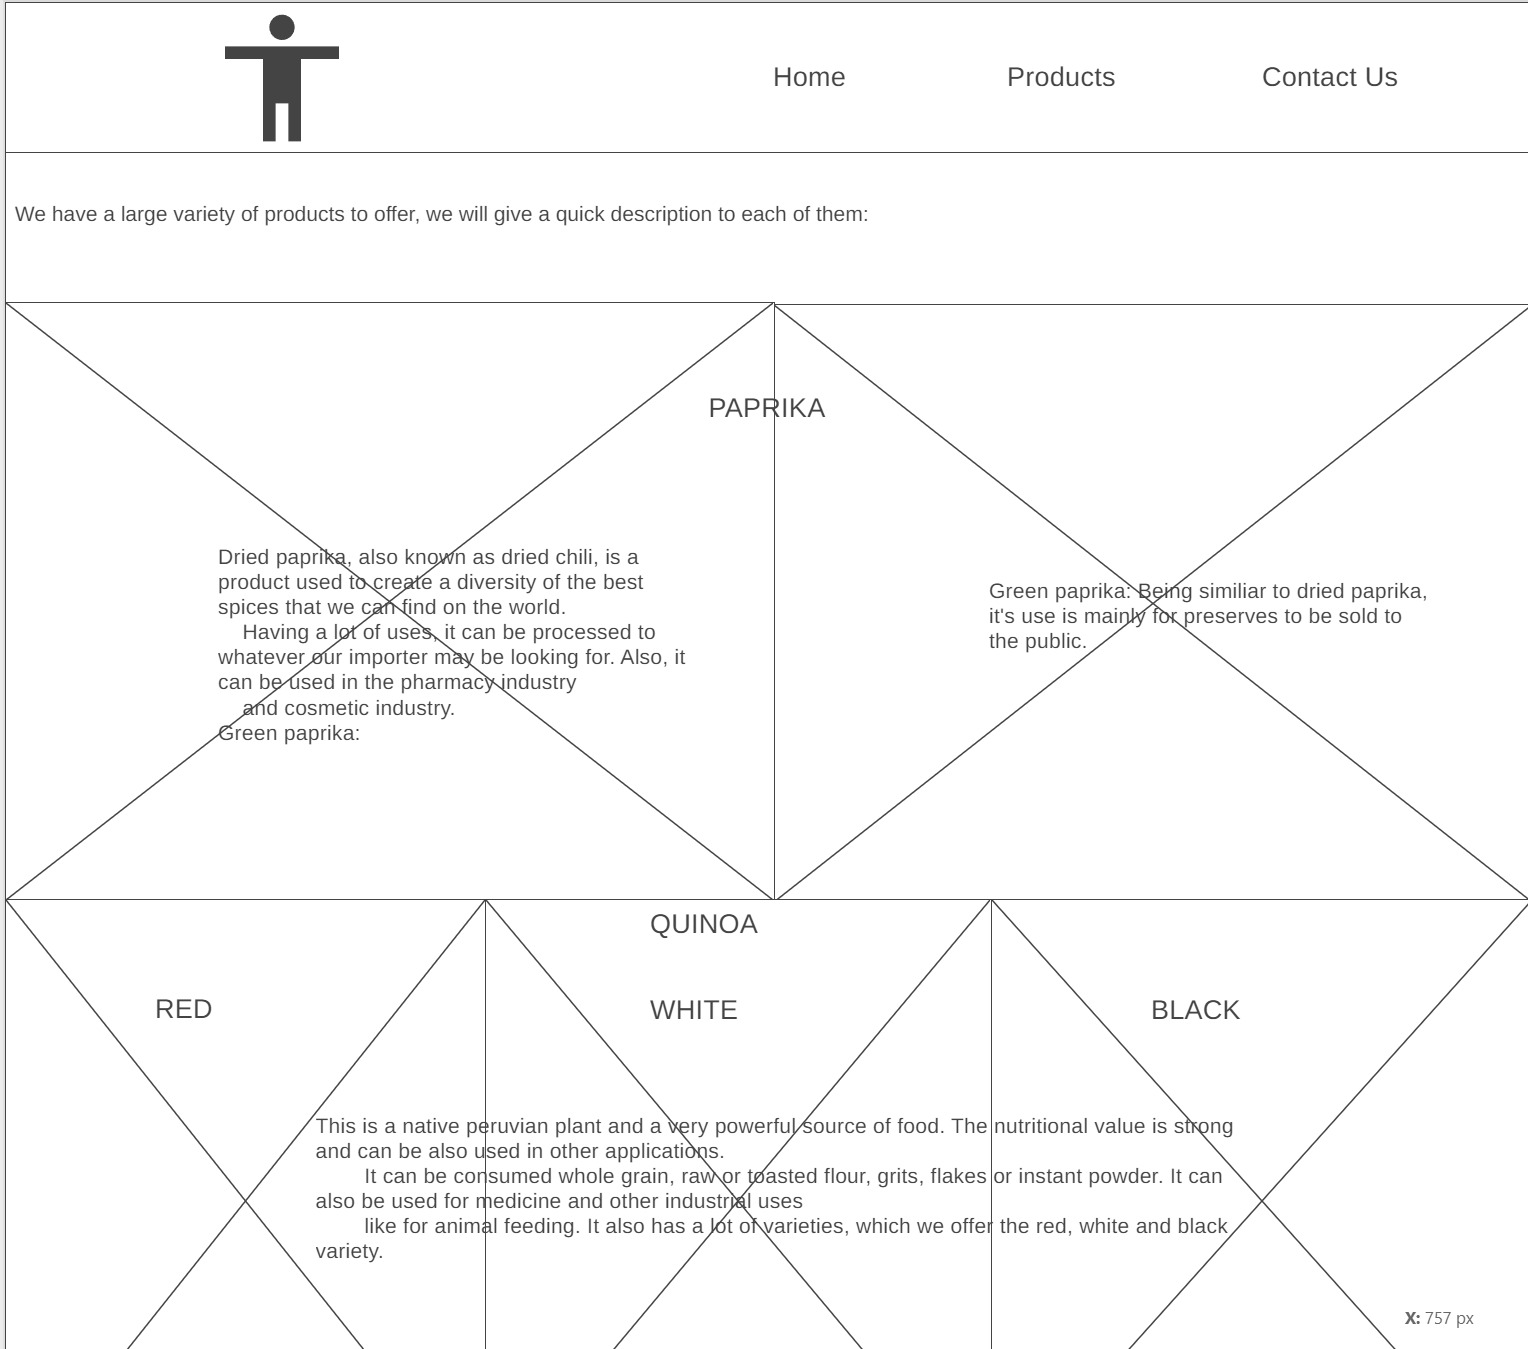 Home Products Contact Us
We have a large variety of products to offer, we will give a quick description to each of them:
PAPRIKA
Dried paprika, also known as dried chili, is a
product used to create a diversity of the best
spices that we can find on the world.
Having a lot of uses, it can be processed to
whatever our importer may be looking for. Also, it
can be used in the pharmacy industry
and cosmetic industry.
Green paprika:
Green paprika: Being similiar to dried paprika,
it's use is mainly for preserves to be sold to
the public.
QUINOA
RED WHITE BLACK
This is a native peruvian plant and a very powerful source of food. The nutritional value is strong
and can be also used in other applications.
It can be consumed whole grain, raw or toasted flour, grits, flakes or instant powder. It can
also be used for medicine and other industrial uses
like for animal feeding. It also has a lot of varieties, which we offer the red, white and black
variety.
X: 757 px